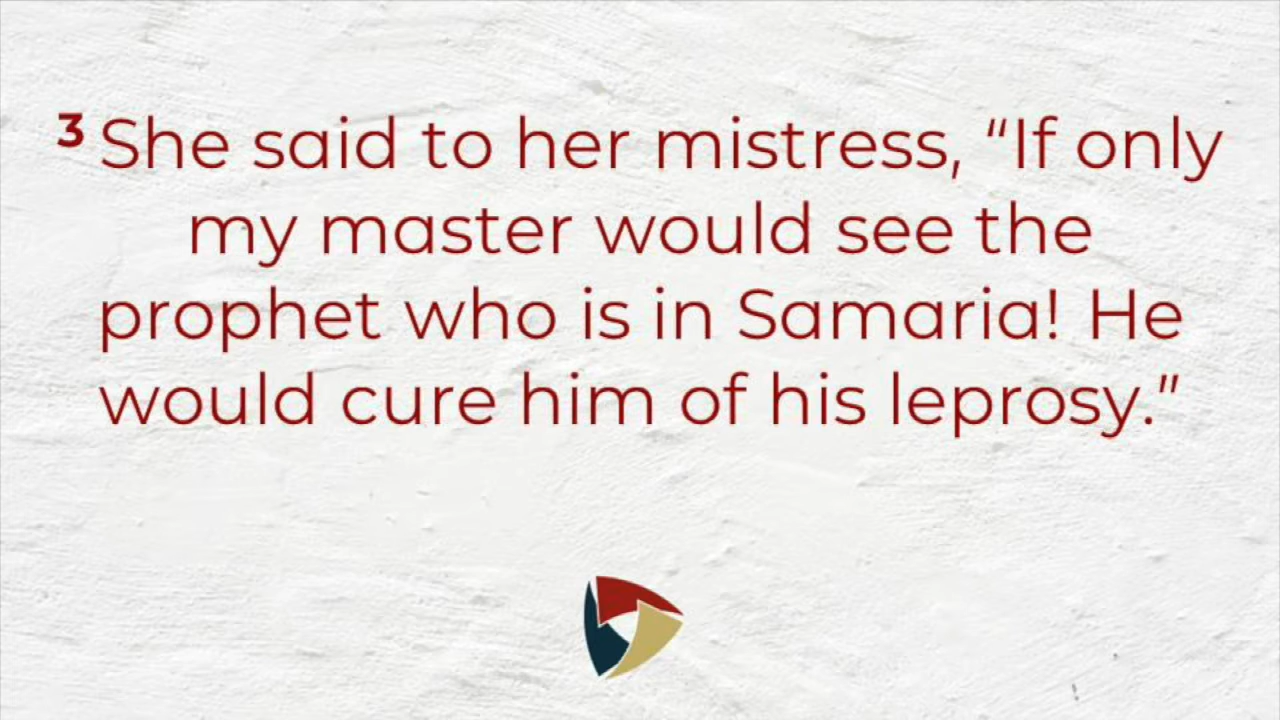 3 She said to her mistress, “If only
my master would see the
prophet who is in Samaria! He
would cure him of his leprosy.”